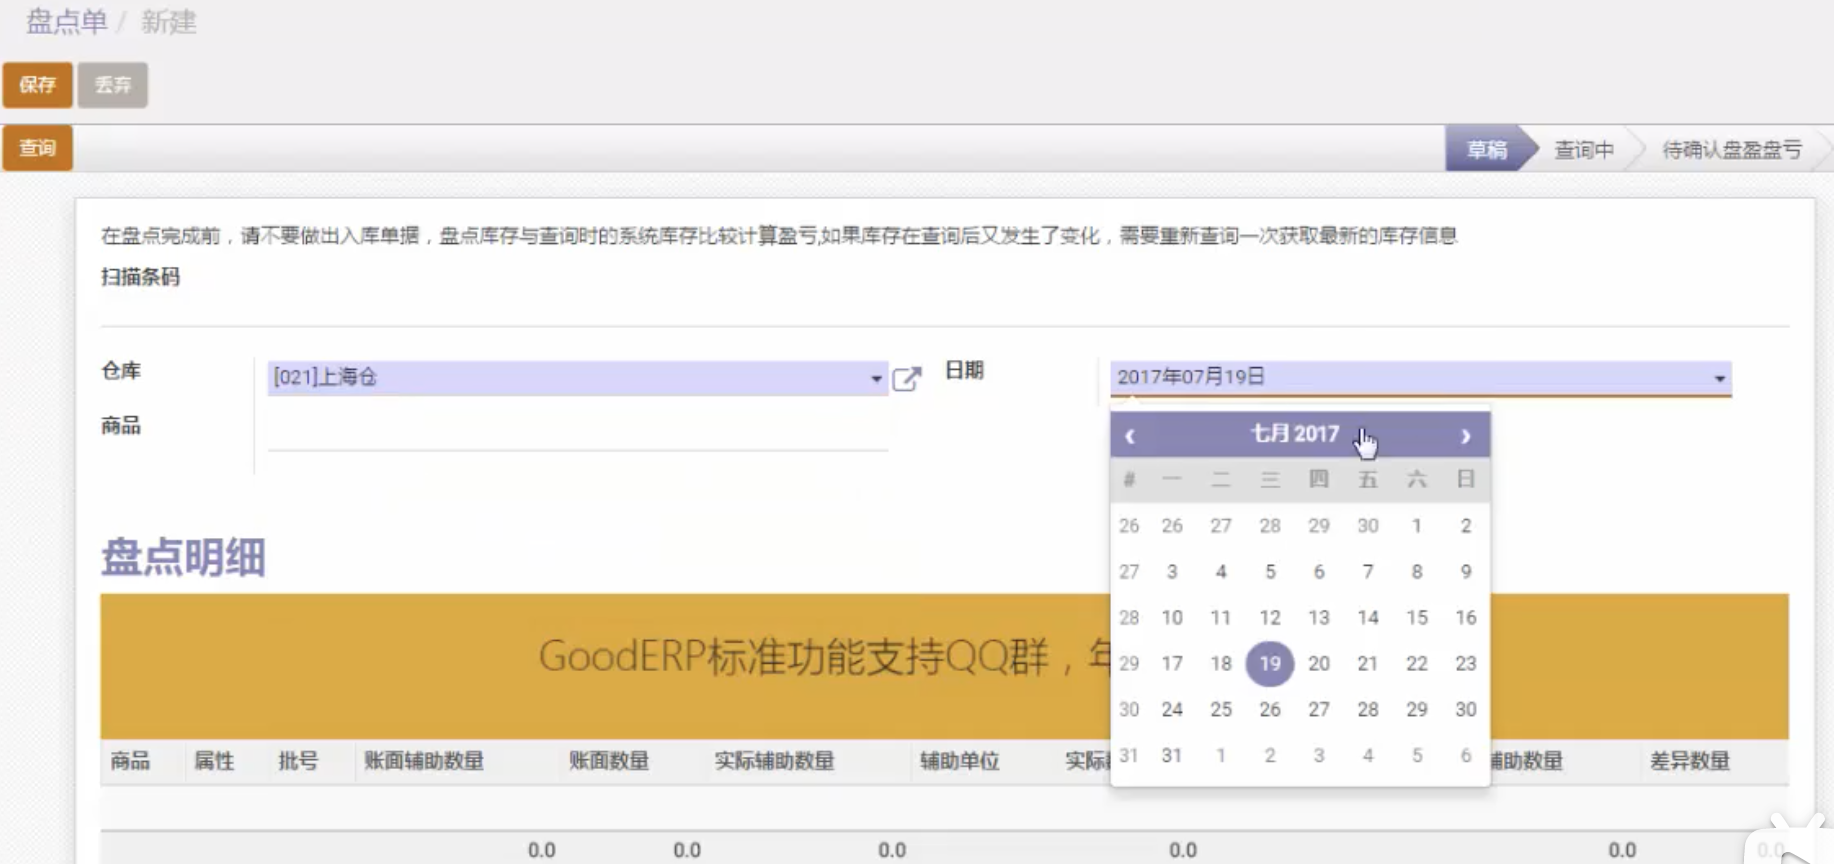 盘点单 / 新建
保存 丢弃
查询 草稿 查询中 待确认盘盈盘亏
在盘点完成前，请不要做出入库单据，盘点库存与查询时的系统库存比较计算盈亏,如果库存在查询后又发生了变化，需要重新查询一次获取最新的库存信息
扫描条码
仓库 [021]上海仓 日期 2017年07月19日
商品
七月 2017
# 一 二 三 四 五 六 日
26 26 27 28 29 30 1 2
27 3 4 5 6 7 8 9
28 10 11 12 13 14 15 16
29 17 18 19 20 21 22 23
30 24 25 26 27 28 29 30
31 31 1 2 3 4 5 6
盘点明细
GoodERP标准功能支持QQ群，年
商品 属性 批号 账面辅助数量 账面数量 实际辅助数量 辅助单位 实际 辅助数量 差异数量
0.0 0.0 0.0 0.0 0.0 0.0